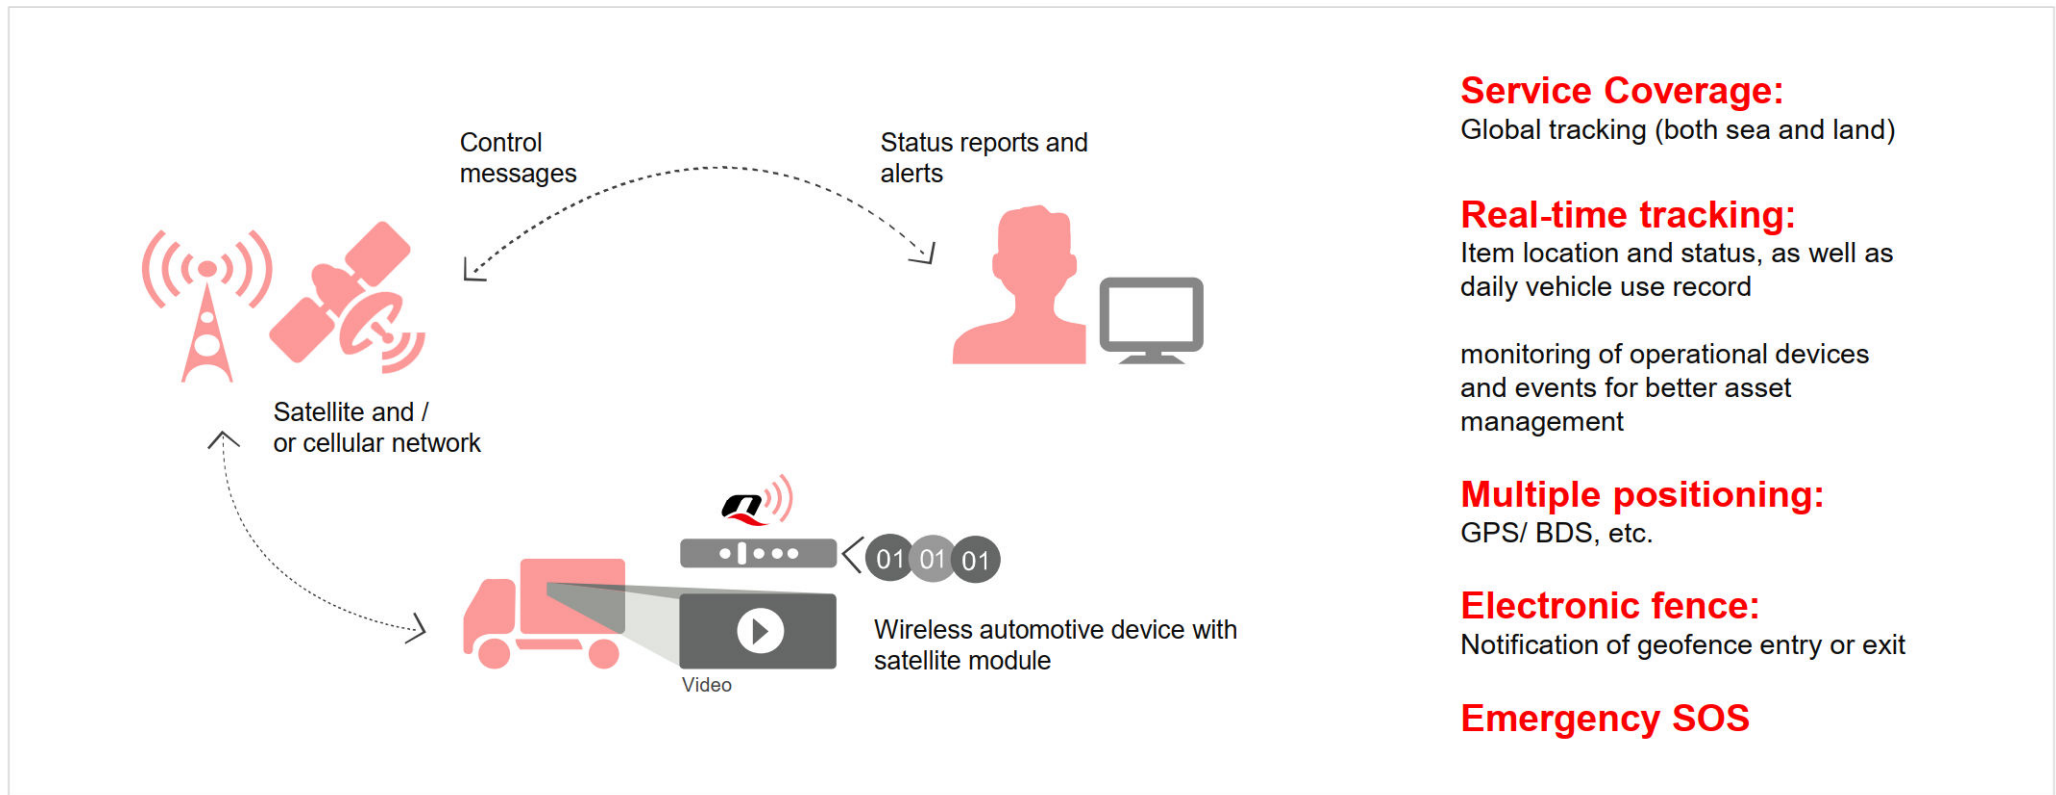 Control
messages
Status reports and
alerts
Satellite and /
or cellular network
01 01 01
Wireless automotive device with
satellite module
Video
Service Coverage:
Global tracking (both sea and land)
Real-time tracking:
Item location and status, as well as
daily vehicle use record
monitoring of operational devices
and events for better asset
management
Multiple positioning:
GPS/ BDS, etc.
Electronic fence:
Notification of geofence entry or exit
Emergency SOS